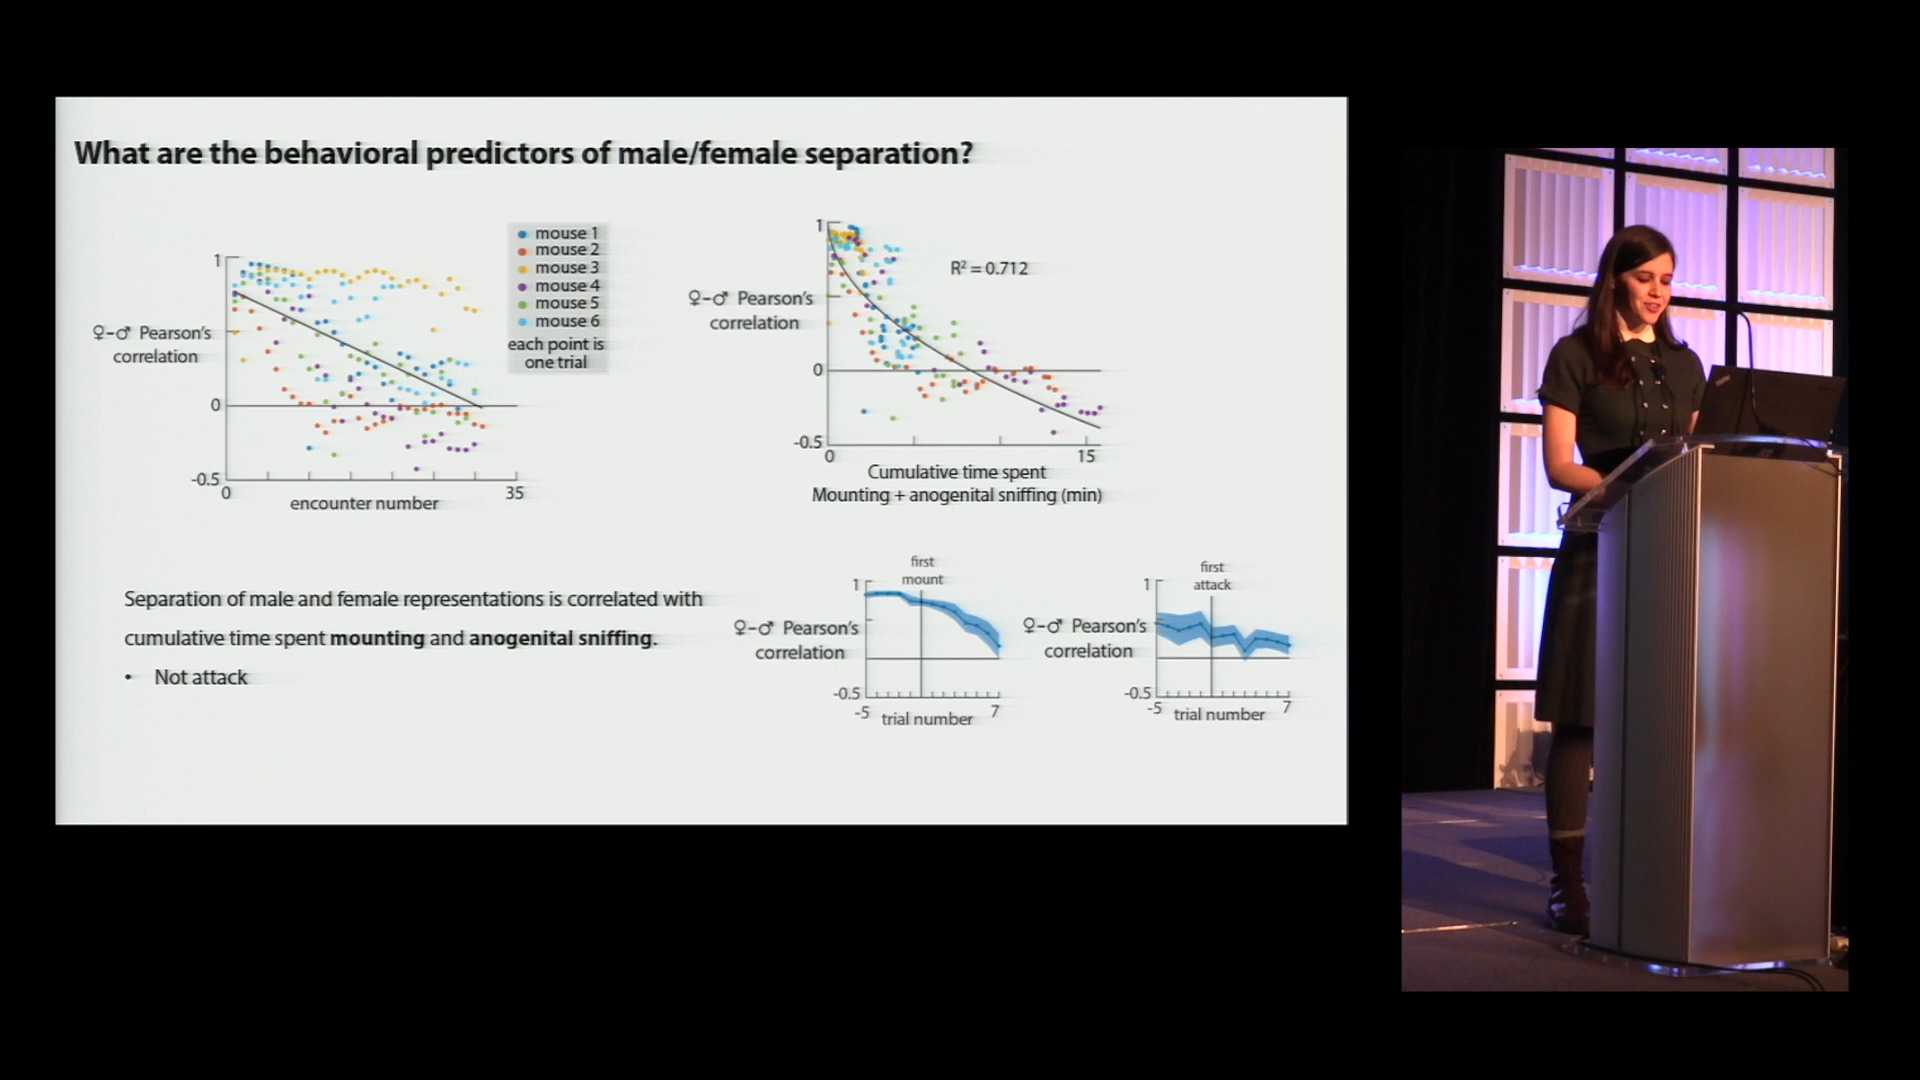 What are the behavioral predictors of male/female separation?
1
0
-0.5
♀-♂ Pearson's
correlation
0
35
encounter number
mouse 1
mouse 2
mouse 3
mouse 4
mouse 5
mouse 6
each point is
one trial
1
0
-0.5
♀-♂ Pearson's
correlation
R² = 0.712
0
15
Cumulative time spent
Mounting + anogenital sniffing (min)
Separation of male and female representations is correlated with
cumulative time spent mounting and anogenital sniffing.
• Not attack
first
mount
1
♀-♂ Pearson's
correlation
-0.5
-5
7
trial number
first
attack
1
♀-♂ Pearson's
correlation
-0.5
-5
7
trial number